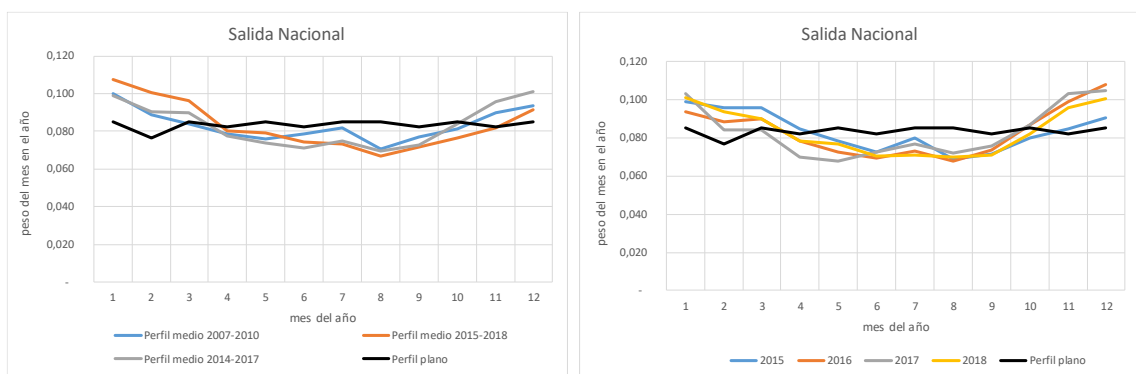 Salida Nacional
0,120
0,100
0,080
0,060
0,040
0,020
-
peso del mes en el año
1 2 3 4 5 6 7 8 9 10 11 12
mes del año
Perfil medio 2007-2010 Perfil medio 2015-2018
Perfil medio 2014-2017 Perfil plano
Salida Nacional
0,120
0,100
0,080
0,060
0,040
0,020
-
peso del mes en el año
1 2 3 4 5 6 7 8 9 10 11 12
mes del año
2015 2016 2017 2018 Perfil plano